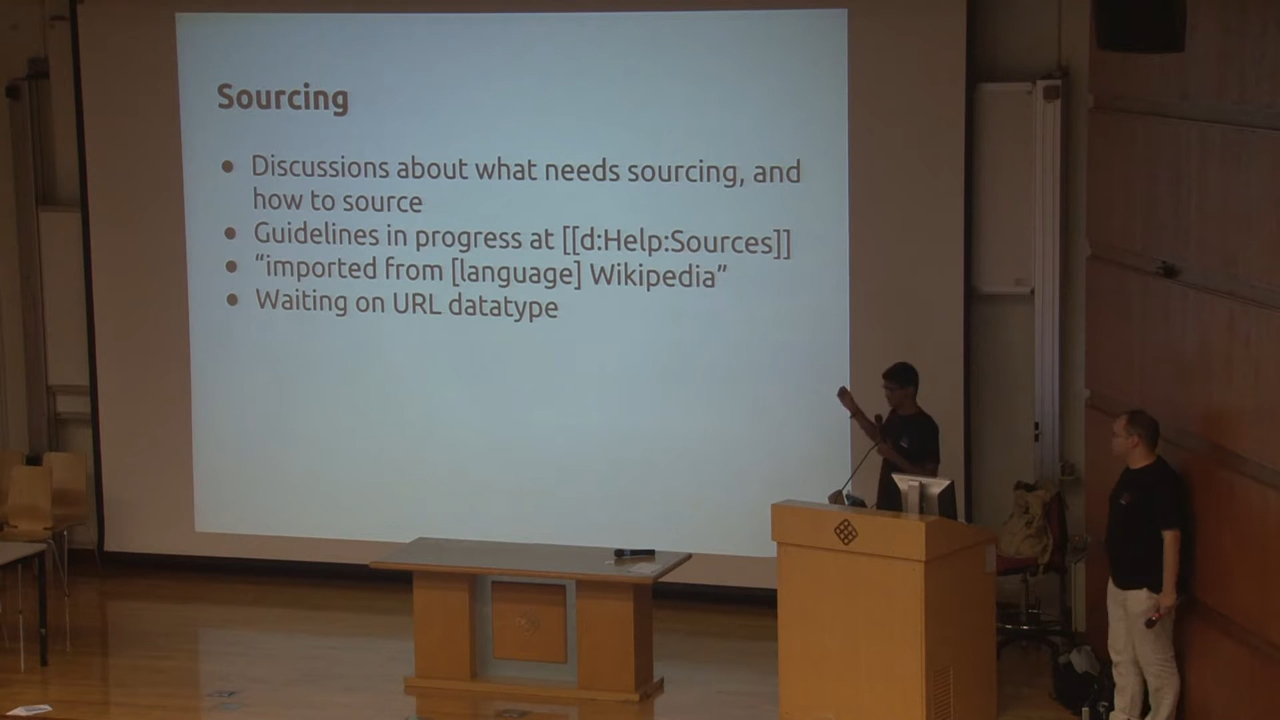 Sourcing
● Discussions about what needs sourcing, and
how to source
● Guidelines in progress at [[d:Help:Sources]]
● “imported from [language] Wikipedia”
● Waiting on URL datatype